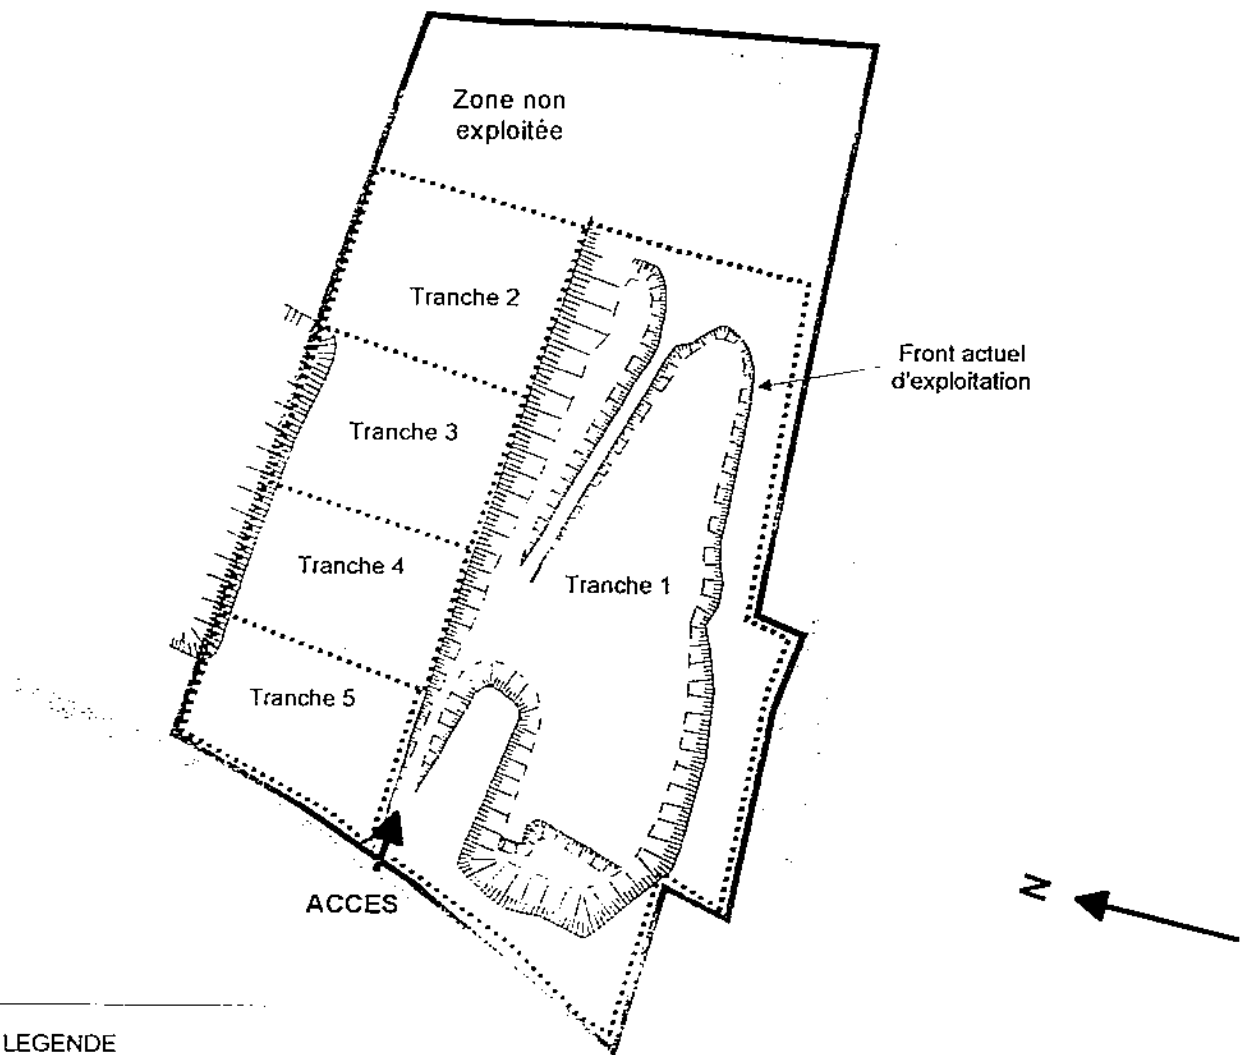 Zone non
exploitée
Tranche 2
Front actuel
d'exploitation
Tranche 3
Tranche 4
Tranche 1
Tranche 5
ACCES
N
LEGENDE